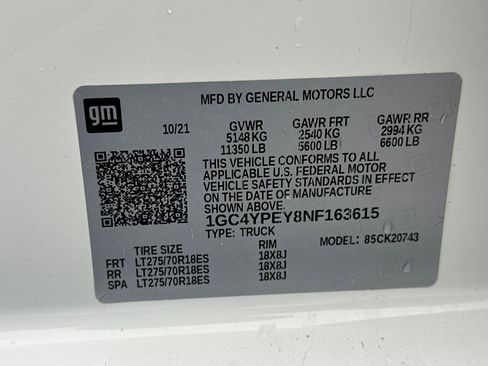 gm
MFD BY GENERAL MOTORS LLC
10/21 GVWR GAWR FRT GAWR RR
5148 KG 2540 KG 2994 KG
11350 LB 5600 LB 6600 LB
THIS VEHICLE CONFORMS TO ALL
APPLICABLE U.S. FEDERAL MOTOR
VEHICLE SAFETY STANDARDS IN EFFECT
ON THE DATE OF MANUFACTURE
1GC4YPEY8NF163615
TYPE: TRUCK MODEL: 85CK20743
TIRE SIZE RIM
FRT LT275/70R18ES 18X8J
RR LT275/70R18ES 18X8J
SPA LT275/70R18ES 18X8J